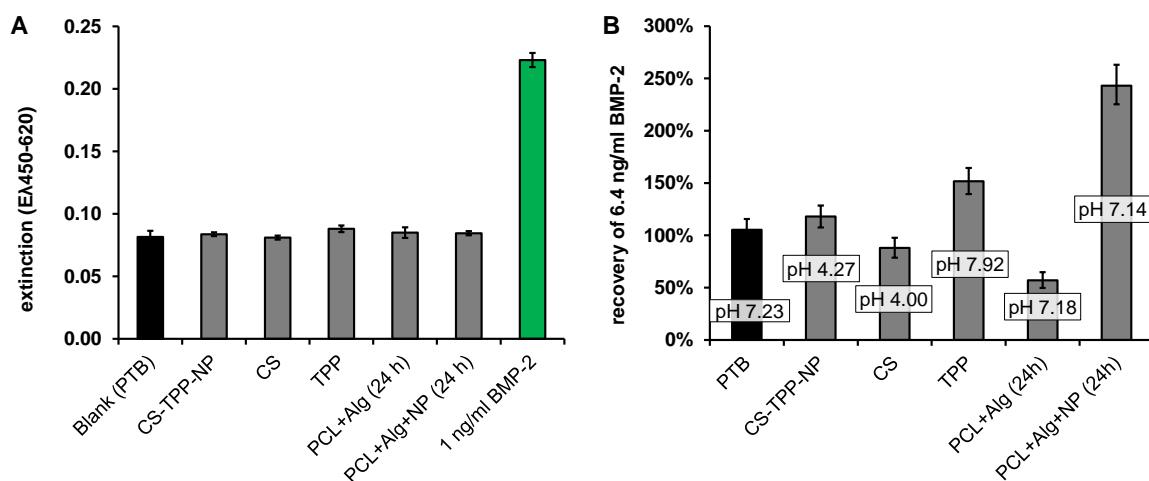 A
extinction (Eλ450-620)
0.25
0.20
0.15
0.10
0.05
0.00
Blank (PTB)
CS-TPP-NP
CS
TPP
PCL+Alg (24 h)
PCL+Alg+NP (24 h)
1 ng/ml BMP-2
B
recovery of 6.4 ng/ml BMP-2
300%
250%
200%
150%
100%
50%
0%
pH 7.23
pH 4.27
pH 4.00
pH 7.92
pH 7.18
pH 7.14
PTB
CS-TPP-NP
CS
TPP
PCL+Alg (24h)
PCL+Alg+NP (24h)